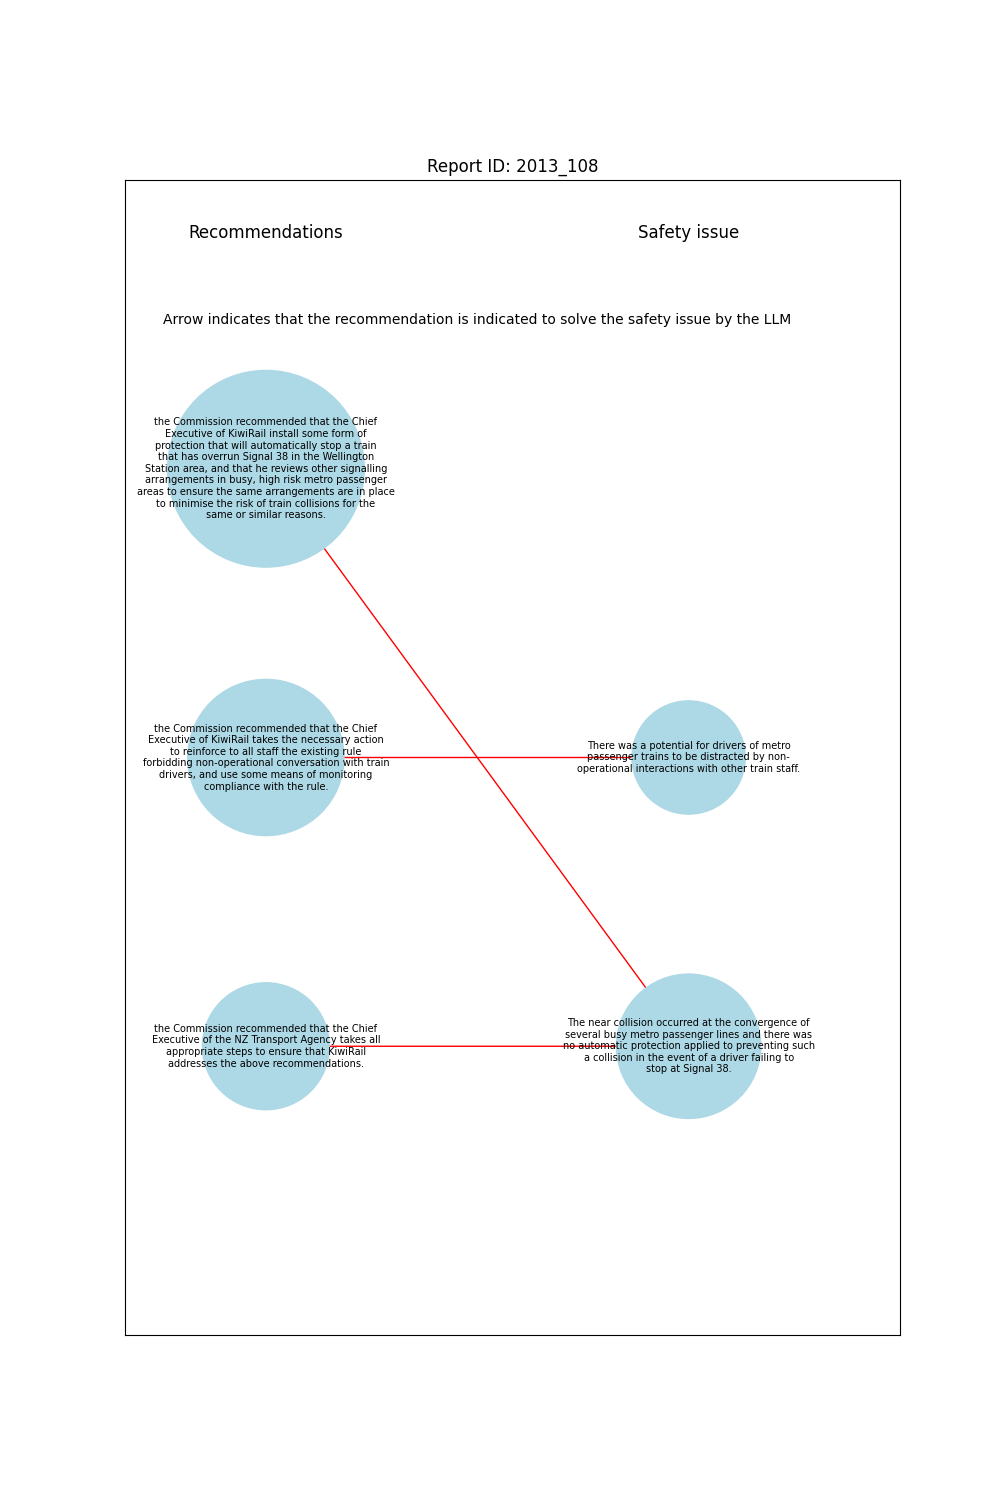 Report ID: 2013_108
Recommendations
Safety issue
Arrow indicates that the recommendation is indicated to solve the safety issue by the LLM
the Commission recommended that the Chief
Executive of KiwiRail install some form of
protection that will automatically stop a train
that has overrun Signal 38 in the Wellington
Station area, and that he reviews other signalling
arrangements in busy, high risk metro passenger
areas to ensure the same arrangements are in place
to minimise the risk of train collisions for the
same or similar reasons.
the Commission recommended that the Chief
Executive of KiwiRail takes the necessary action
to reinforce to all staff the existing rule
forbidding non-operational conversation with train
drivers, and use some means of monitoring
compliance with the rule.
There was a potential for drivers of metro
passenger trains to be distracted by non-
operational interactions with other train staff.
the Commission recommended that the Chief
Executive of the NZ Transport Agency takes all
appropriate steps to ensure that KiwiRail
addresses the above recommendations.
The near collision occurred at the convergence of
several busy metro passenger lines and there was
no automatic protection applied to preventing such
a collision in the event of a driver failing to
stop at Signal 38.